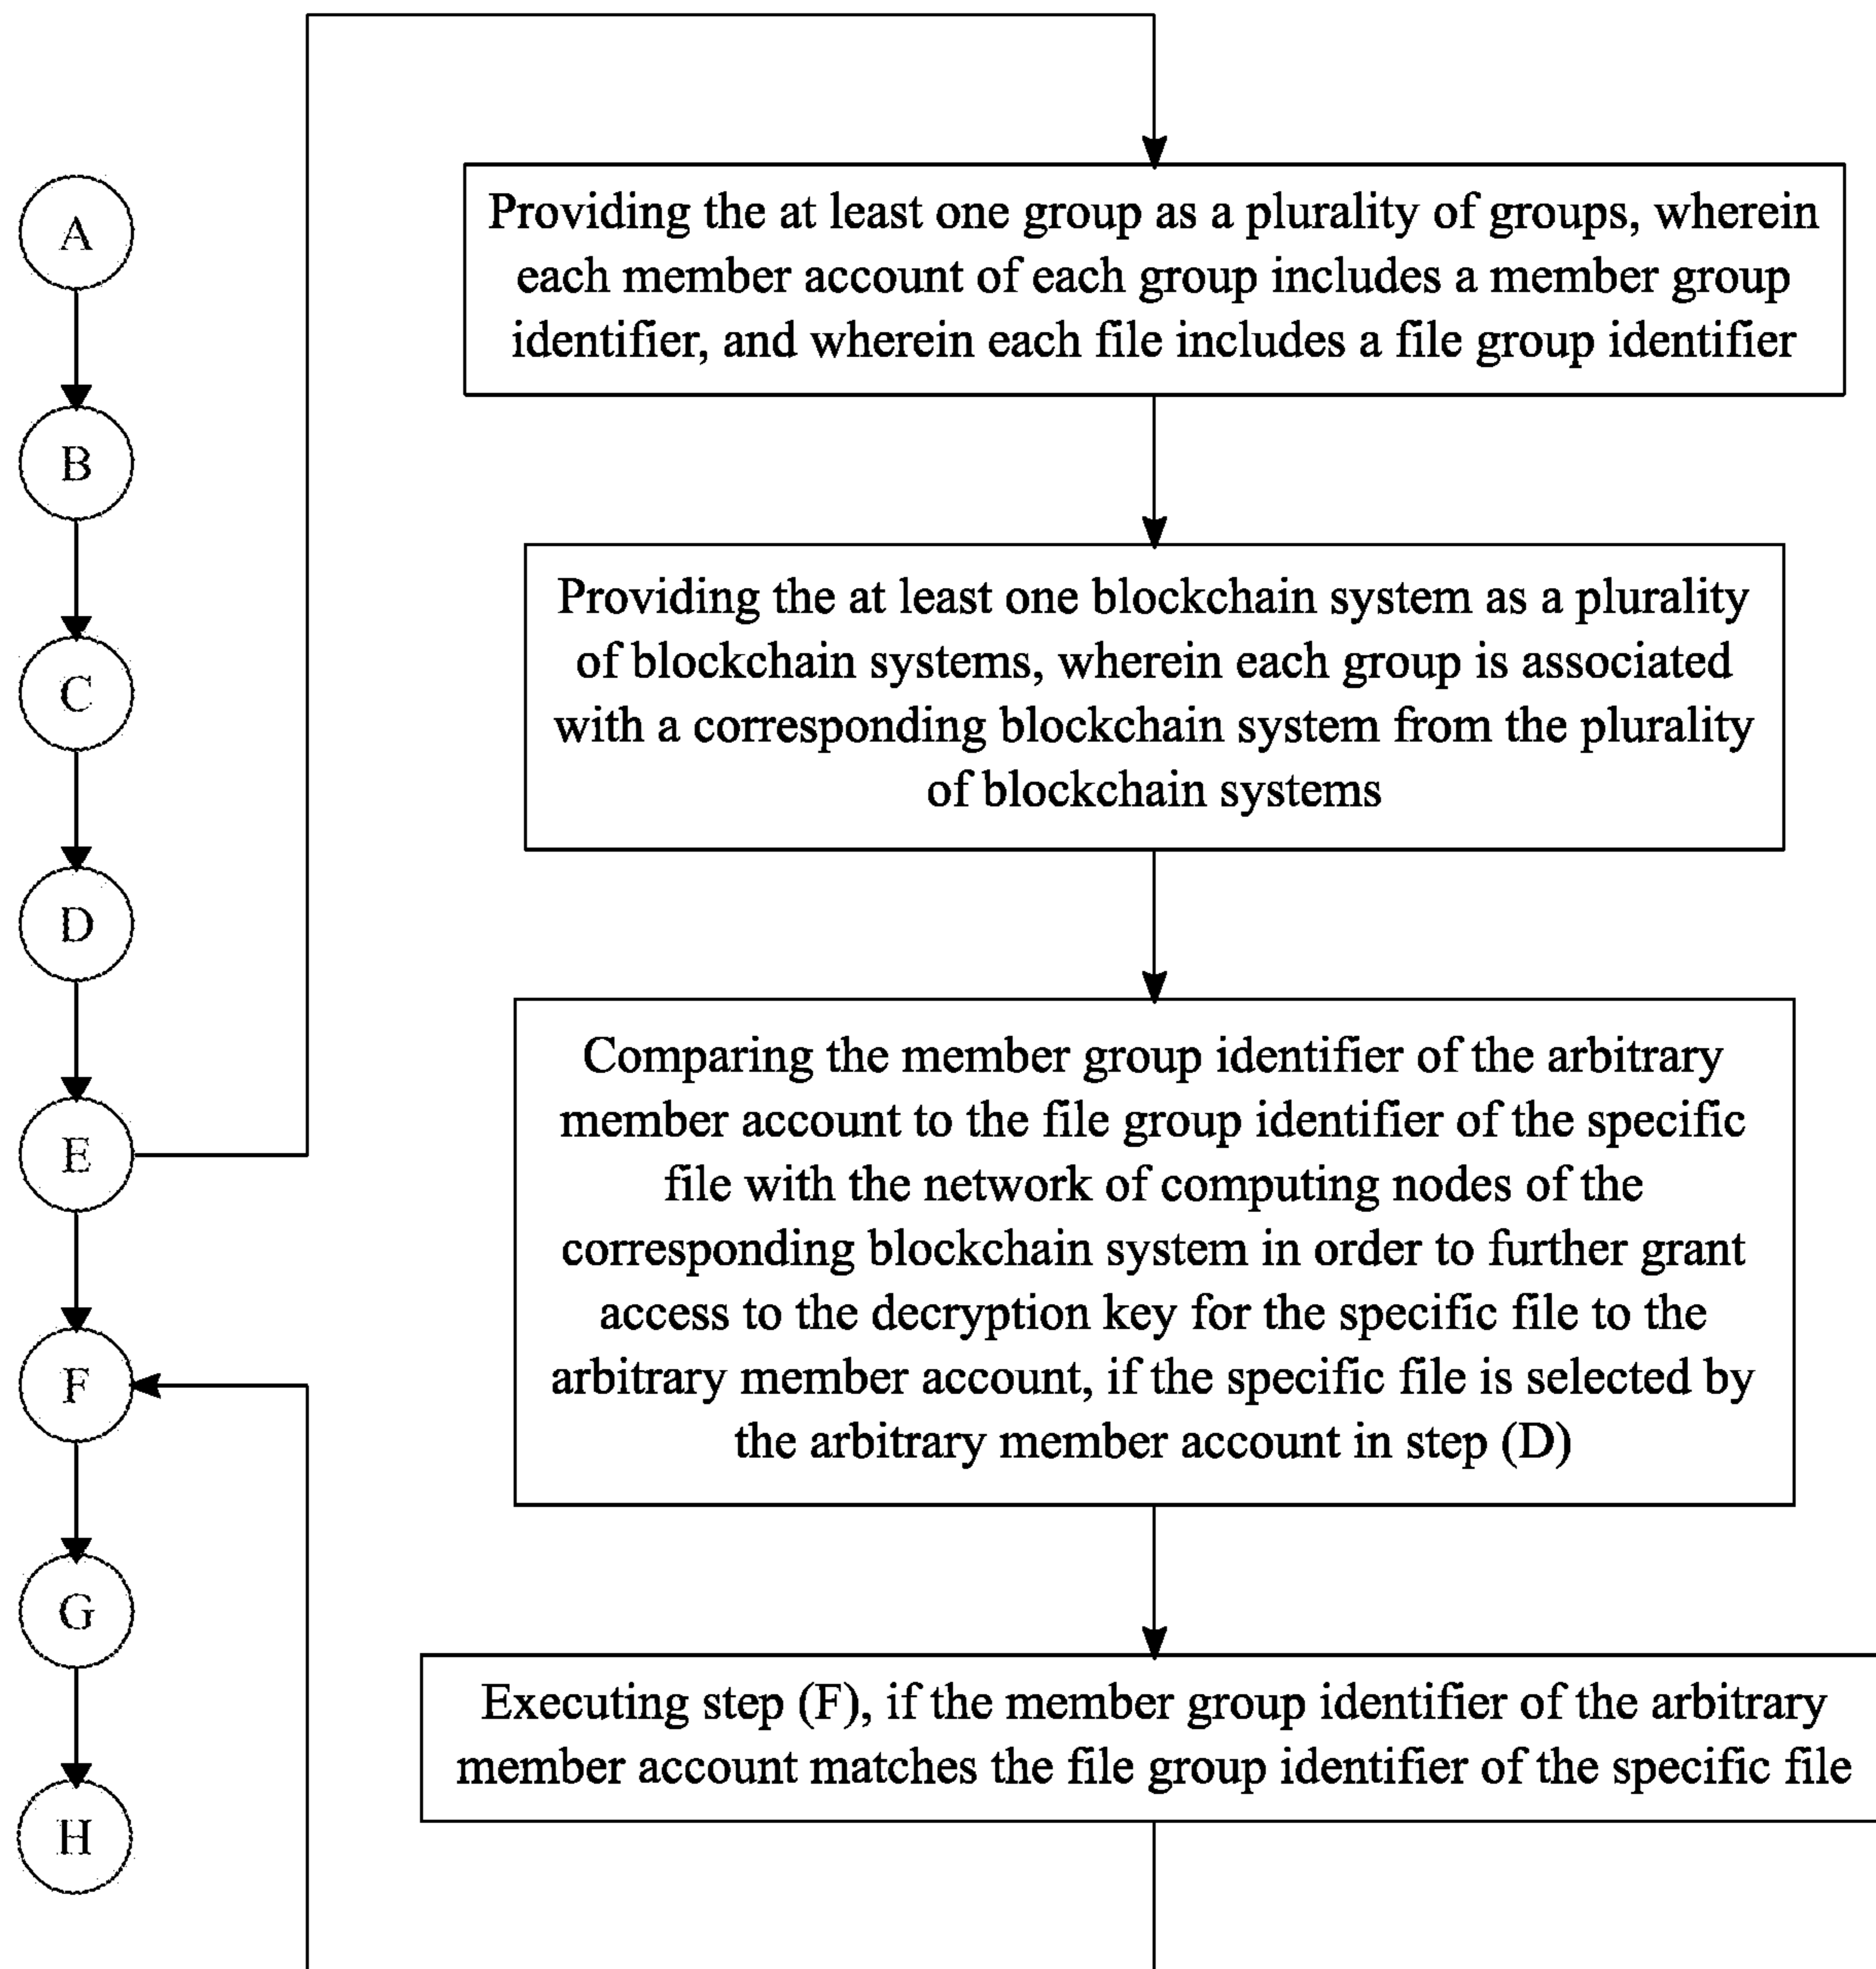 A
B
C
D
E
F
G
H
Providing the at least one group as a plurality of groups, wherein
each member account of each group includes a member group
identifier, and wherein each file includes a file group identifier
Providing the at least one blockchain system as a plurality
of blockchain systems, wherein each group is associated
with a corresponding blockchain system from the plurality
of blockchain systems
Comparing the member group identifier of the arbitrary
member account to the file group identifier of the specific
file with the network of computing nodes of the
corresponding blockchain system in order to further grant
access to the decryption key for the specific file to the
arbitrary member account, if the specific file is selected by
the arbitrary member account in step (D)
Executing step (F), if the member group identifier of the arbitrary
member account matches the file group identifier of the specific file